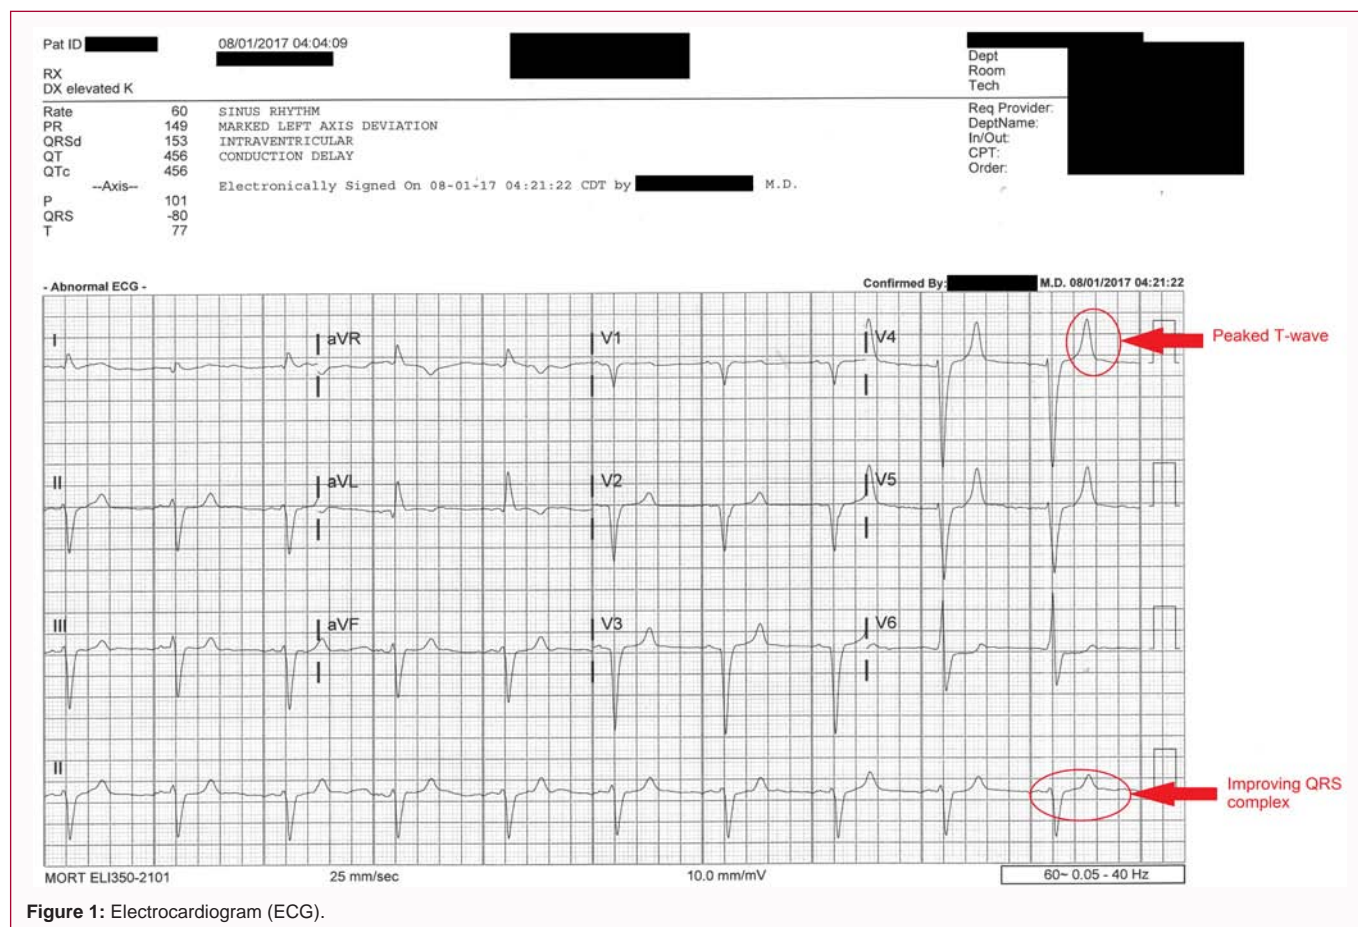 Pat ID
08/01/2017 04:04:09
RX
DX elevated K
Dept
Room
Tech
Rate 60 SINUS RHYTHM
PR 149 MARKED LEFT AXIS DEVIATION
QRSd 153 INTRAVENTRICULAR
QT 456 CONDUCTION DELAY
QTc 456
--Axis--
Electronically Signed On 08-01-17 04:21:22 CDT by M.D.
P 101
QRS -80
T 77
Req Provider:
DeptName:
In/Out:
CPT:
Order:
- Abnormal ECG -
Confirmed By: M.D. 08/01/2017 04:21:22
I aVR V1 V4
Peaked T-wave
II aVL V2 V5
III aVF V3 V6
II
Improving QRS
complex
MORT ELI350-2101 25 mm/sec 10.0 mm/mV 60~ 0.05 - 40 Hz
Figure 1: Electrocardiogram (ECG).